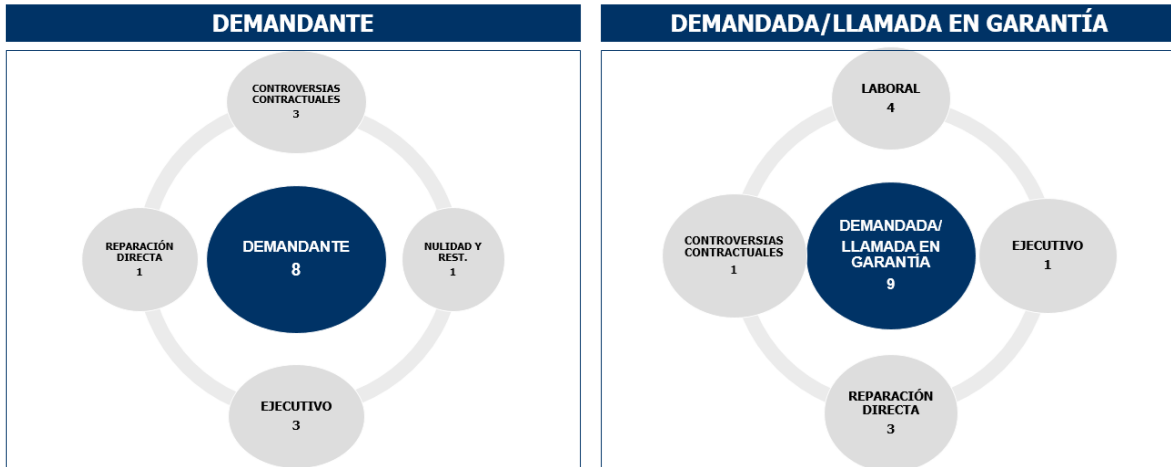 DEMANDANTE
CONTROVERSIAS
CONTRACTUALES
3
REPARACIÓN
DIRECTA
1
DEMANDANTE
8
NULIDAD Y
REST.
1
EJECUTIVO
3
DEMANDADA/LLAMADA EN GARANTÍA
LABORAL
4
CONTROVERSIAS
CONTRACTUALES
1
DEMANDADA/
LLAMADA EN
GARANTÍA
9
EJECUTIVO
1
REPARACIÓN
DIRECTA
3